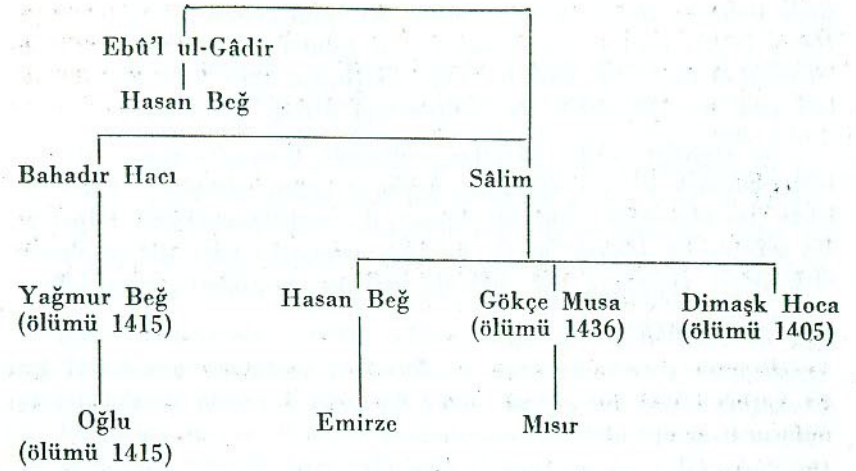 Ebû'l ul-Gâdir
Hasan Beğ
Bahadır Hacı
Sâlim
Yağmur Beğ
(ölümü 1415)
Hasan Beğ
Gökçe Musa
(ölümü 1436)
Dimaşk Hoca
(ölümü 1405)
Oğlu
(ölümü 1415)
Emirze
Mısır